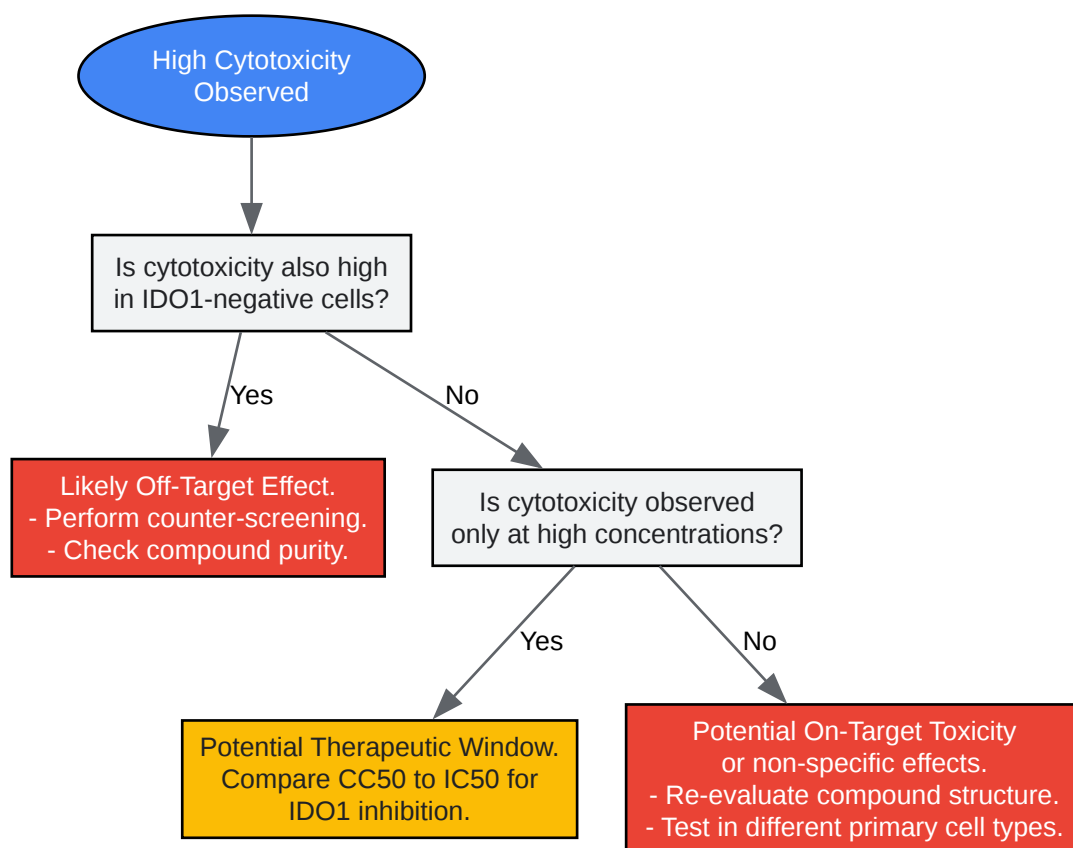 High Cytotoxicity
Observed
Is cytotoxicity also high
in IDO1-negative cells?
Yes
No
Likely Off-Target Effect.
- Perform counter-screening.
- Check compound purity.
Is cytotoxicity observed
only at high concentrations?
Yes
No
Potential Therapeutic Window.
Compare CC50 to IC50 for
IDO1 inhibition.
Potential On-Target Toxicity
or non-specific effects.
- Re-evaluate compound structure.
- Test in different primary cell types.